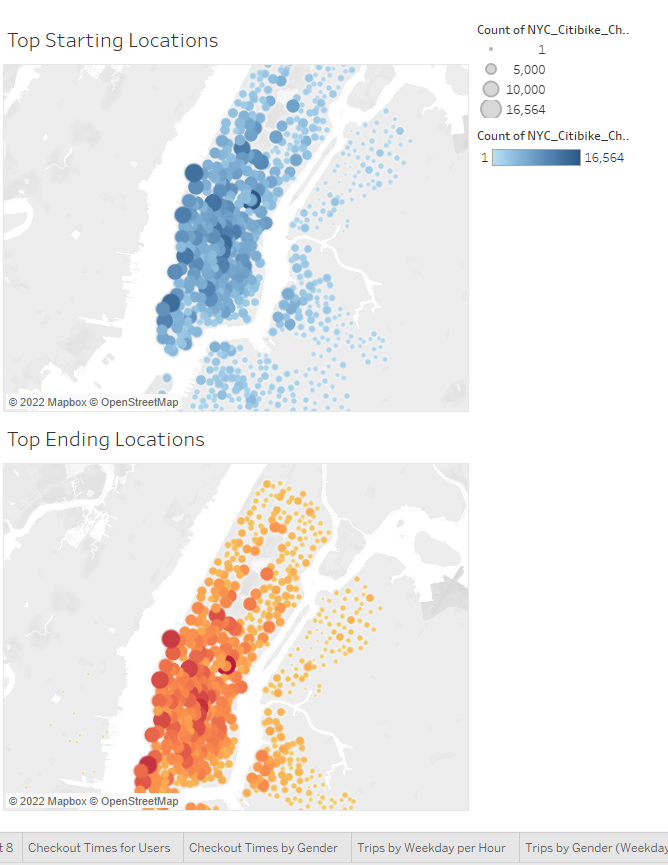 Top Starting Locations
Count of NYC_Citibike_Ch..
1
5,000
10,000
16,564
Count of NYC_Citibike_Ch..
1 16,564
© 2022 Mapbox © OpenStreetMap
Top Ending Locations
© 2022 Mapbox © OpenStreetMap
t 8 Checkout Times for Users Checkout Times by Gender Trips by Weekday per Hour Trips by Gender (Weekday